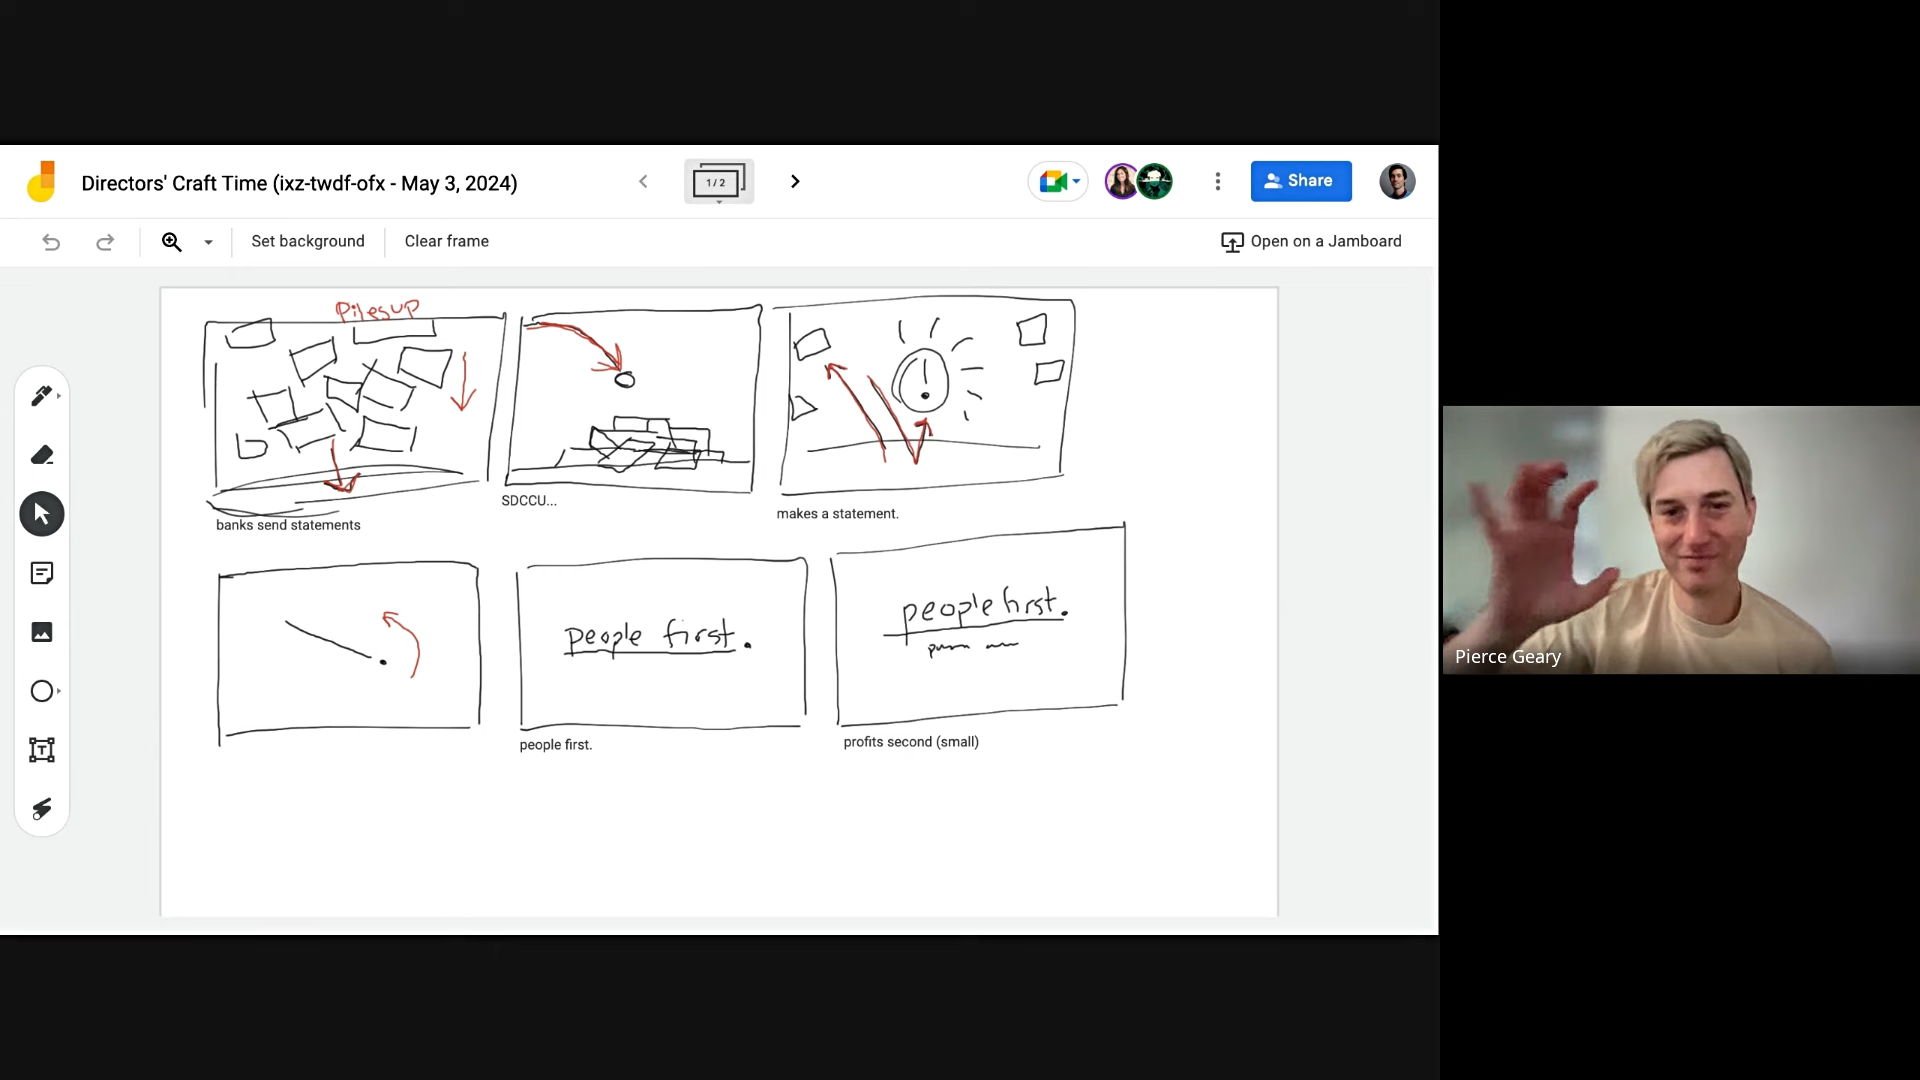 Directors' Craft Time (ixz-twdf-ofx - May 3, 2024)
1/2
Share
Set background
Clear frame
Open on a Jamboard
Piles up
banks send statements
SDCCU...
!
makes a statement.
people first.
people first.
people first.
profits second (small)
Pierce Geary